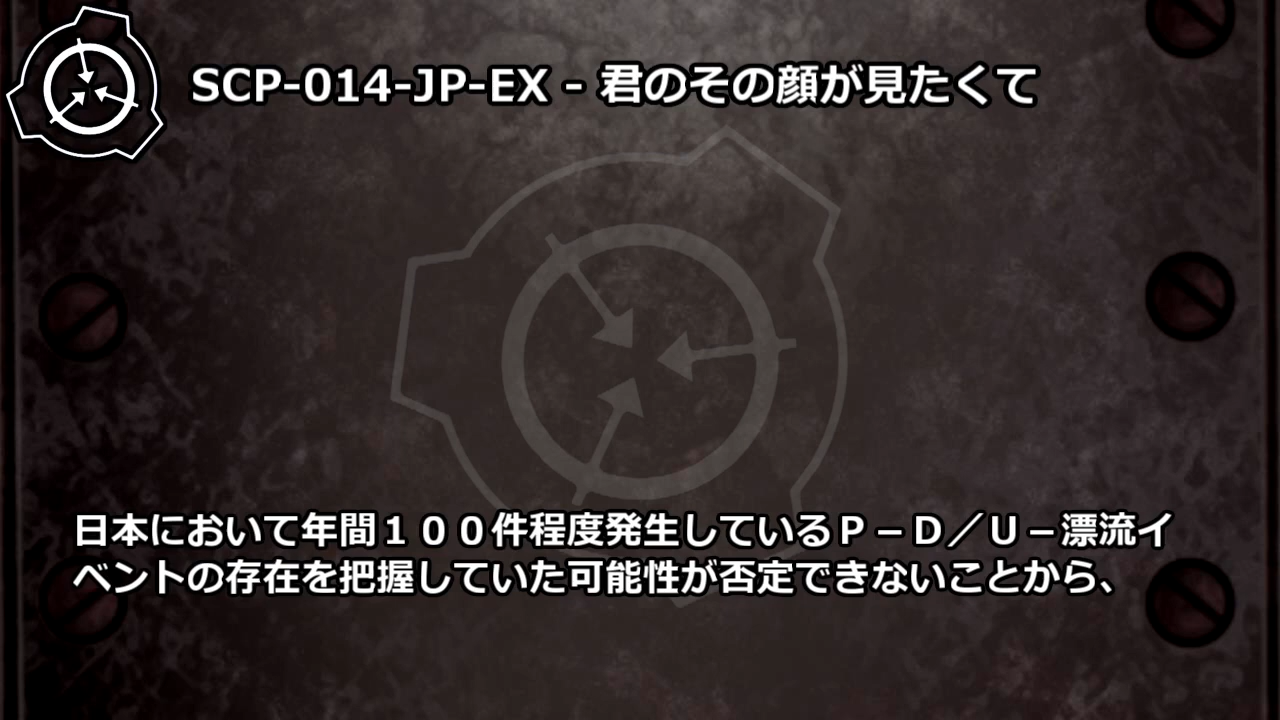 SCP-014-JP-EX - 君のその顔が見たくて
日本において年間１００件程度発生しているＰ－Ｄ／Ｕ－漂流イ
ベントの存在を把握していた可能性が否定できないことから、